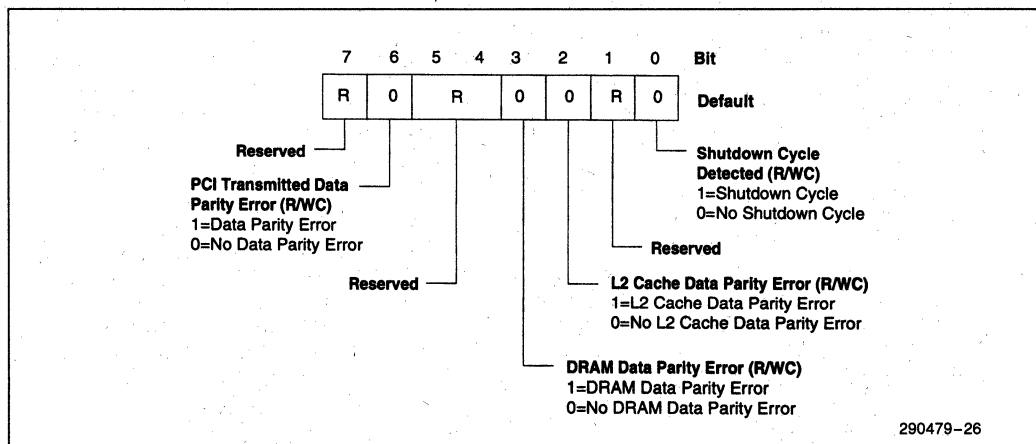 7 6 5 4 3 2 1 0 Bit
R 0 R 0 0 R 0 Default
Reserved
PCI Transmitted Data
Parity Error (R/WC)
1=Data Parity Error
0=No Data Parity Error
Shutdown Cycle
Detected (R/WC)
1=Shutdown Cycle
0=No Shutdown Cycle
Reserved
Reserved
L2 Cache Data Parity Error (R/WC)
1=L2 Cache Data Parity Error
0=No L2 Cache Data Parity Error
DRAM Data Parity Error (R/WC)
1=DRAM Data Parity Error
0=No DRAM Data Parity Error
290479-26